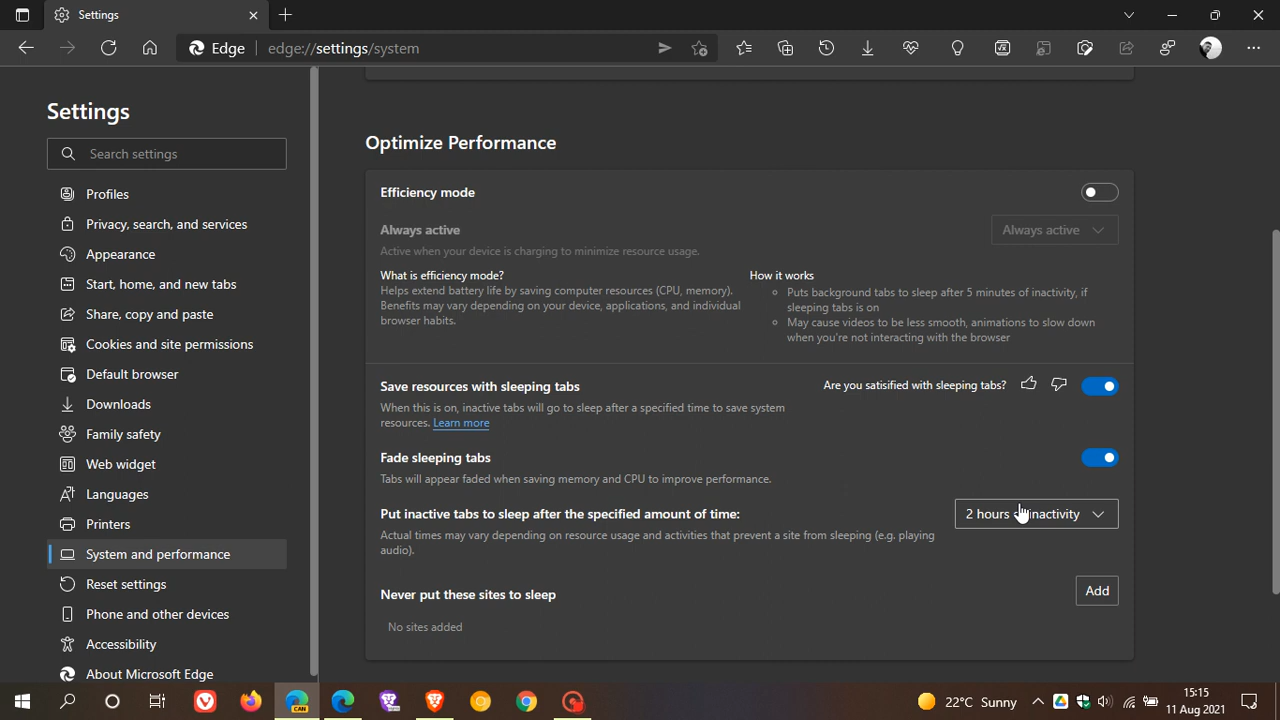 Settings
Edge edge://settings/system
Settings
Search settings
Profiles
Privacy, search, and services
Appearance
Start, home, and new tabs
Share, copy and paste
Cookies and site permissions
Default browser
Downloads
Family safety
Web widget
Languages
Printers
System and performance
Reset settings
Phone and other devices
Accessibility
About Microsoft Edge
Optimize Performance
Efficiency mode
Always active
Always active
Active when your device is charging to minimize resource usage.
What is efficiency mode?
Helps extend battery life by saving computer resources (CPU, memory).
Benefits may vary depending on your device, applications, and individual
browser habits.
How it works
Puts background tabs to sleep after 5 minutes of inactivity, if
sleeping tabs is on
May cause videos to be less smooth, animations to slow down
when you're not interacting with the browser
Save resources with sleeping tabs
Are you satisfied with sleeping tabs?
When this is on, inactive tabs will go to sleep after a specified time to save system
resources. Learn more
Fade sleeping tabs
Tabs will appear faded when saving memory and CPU to improve performance.
Put inactive tabs to sleep after the specified amount of time:
2 hours inactivity
Actual times may vary depending on resource usage and activities that prevent a site from sleeping (e.g. playing
audio).
Never put these sites to sleep
Add
No sites added
CAN
22°C Sunny
15:15
11 Aug 2021